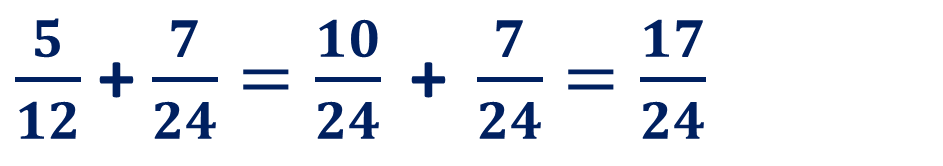 5/12 + 7/24 = 10/24 + 7/24 = 17/24